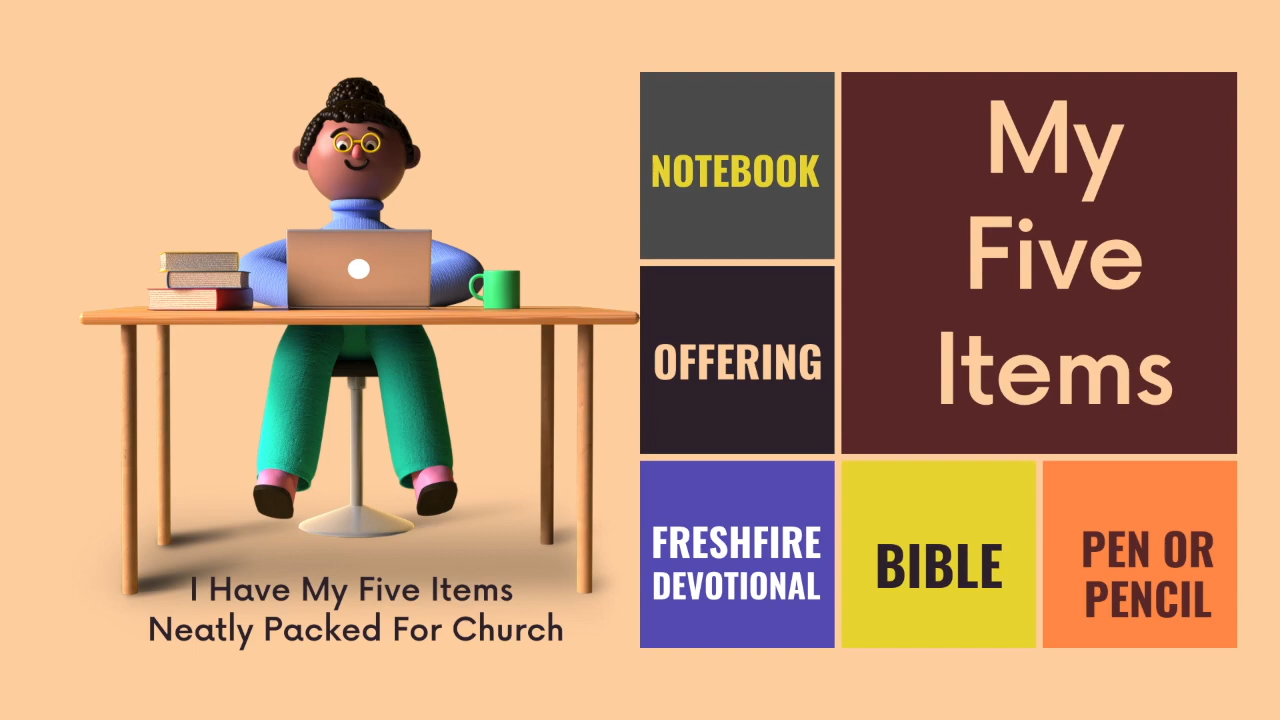 My
Five
Items
NOTEBOOK
OFFERING
FRESHFIRE
DEVOTIONAL
BIBLE
PEN OR
PENCIL
I Have My Five Items
Neatly Packed For Church